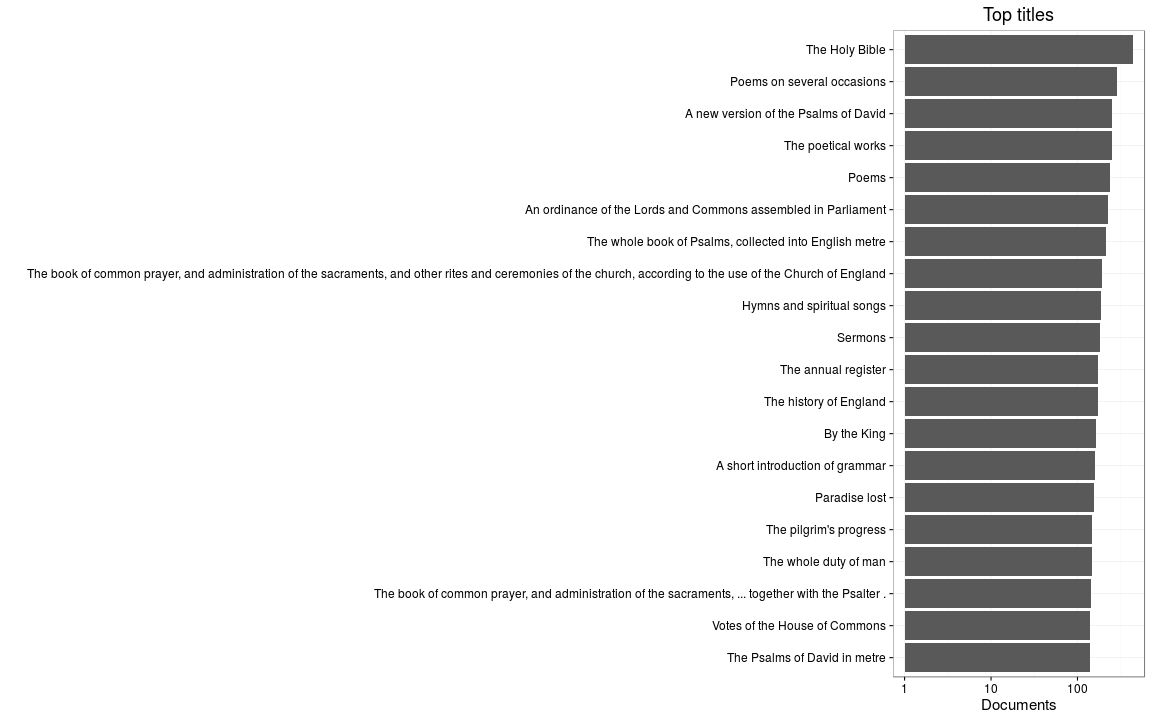 Top titles
The Holy Bible
Poems on several occasions
A new version of the Psalms of David
The poetical works
Poems
An ordinance of the Lords and Commons assembled in Parliament
The whole book of Psalms, collected into English metre
The book of common prayer, and administration of the sacraments, and other rites and ceremonies of the church, according to the use of the Church of England
Hymns and spiritual songs
Sermons
The annual register
The history of England
By the King
A short introduction of grammar
Paradise lost
The pilgrim's progress
The whole duty of man
The book of common prayer, and administration of the sacraments, ... together with the Psalter .
Votes of the House of Commons
The Psalms of David in metre
1 10 100
Documents